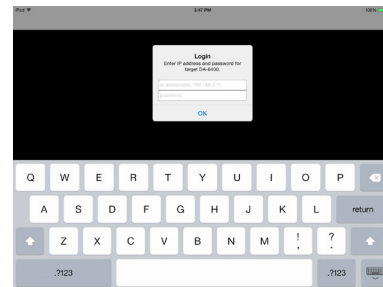 iPad
3:47 PM
100%
Login
Enter IP address and password for
target DA-6400.
password
OK
Q W E R T Y U I O P
A S D F G H J K L return
Z X C V B N M ! , ? .
.?123 .?123